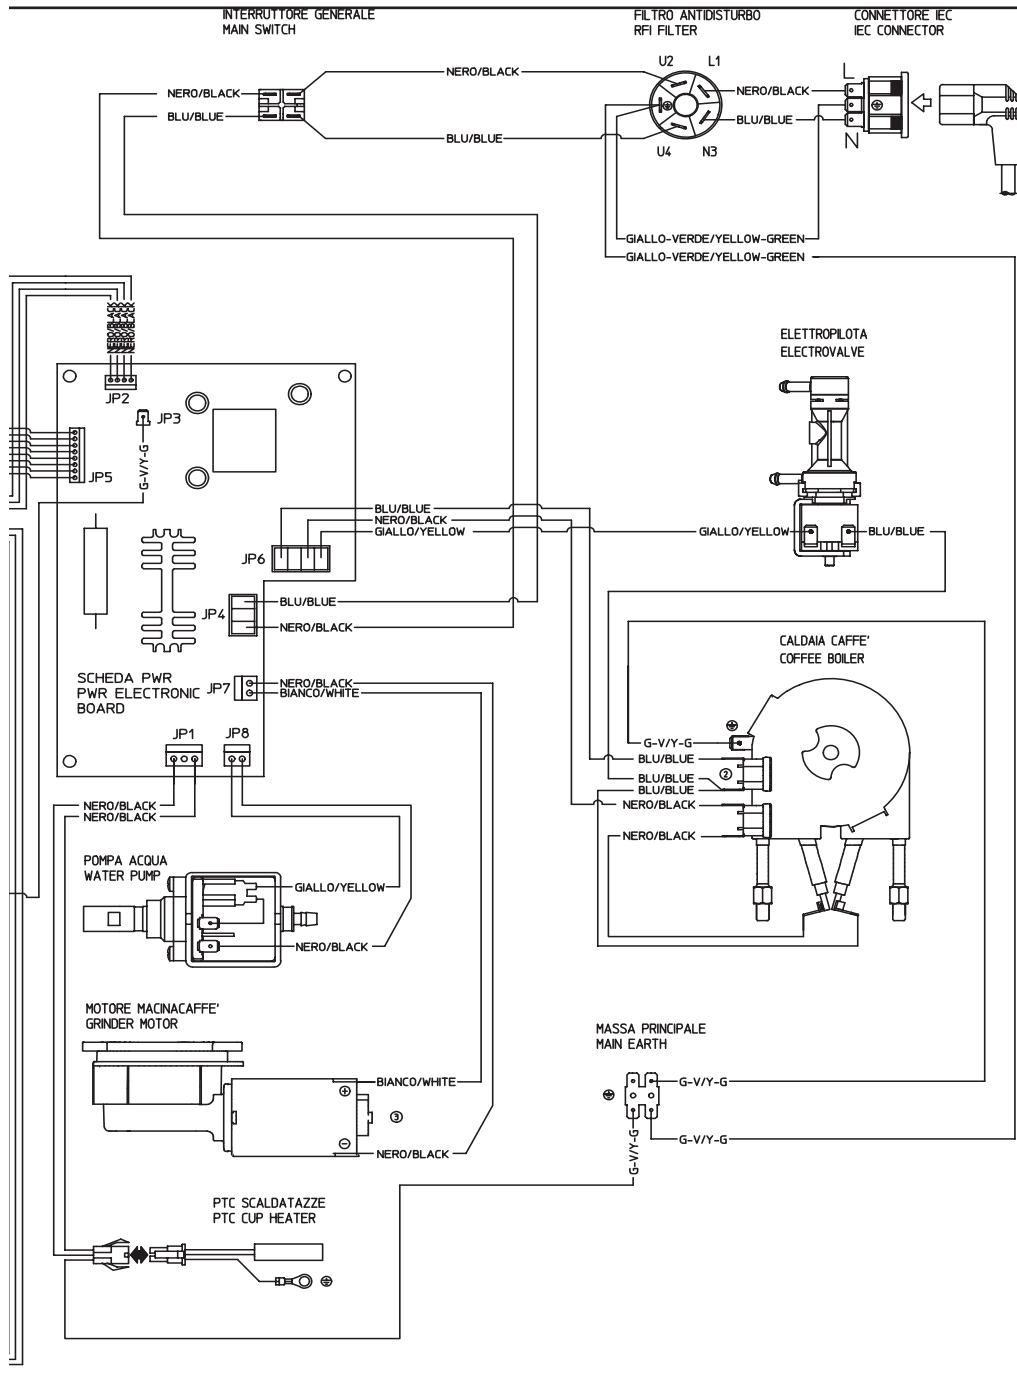 INTERRUTTORE GENERALE
MAIN SWITCH
FILTRO ANTIDISTURBO
RFI FILTER
CONNETTORE IEC
IEC CONNECTOR
U2
L1
L
NERO/BLACK
NERO/BLACK
NERO/BLACK
BLU/BLUE
BLU/BLUE
BLU/BLUE
U4
N3
N
GIALLO-VERDE/YELLOW-GREEN
GIALLO-VERDE/YELLOW-GREEN
NERO/BLACK
NERO/BLACK
NERO/BLACK
NERO/BLACK
ELETTROPILOTA
ELECTROVALVE
JP2
JP3
G-V/Y-G
JP5
BLU/BLUE
NERO/BLACK
GIALLO/YELLOW
GIALLO/YELLOW
BLU/BLUE
JP6
BLU/BLUE
JP4
NERO/BLACK
CALDAIA CAFFE'
COFFEE BOILER
SCHEDA PWR
PWR ELECTRONIC
BOARD
JP7
NERO/BLACK
BIANCO/WHITE
JP1
JP8
G-V/Y-G
BLU/BLUE
BLU/BLUE
2
BLU/BLUE
NERO/BLACK
NERO/BLACK
NERO/BLACK
NERO/BLACK
POMPA ACQUA
WATER PUMP
GIALLO/YELLOW
NERO/BLACK
MOTORE MACINACAFFE'
GRINDER MOTOR
MASSA PRINCIPALE
MAIN EARTH
BIANCO/WHITE
G-V/Y-G
+
3
-
G-V/Y-G
G-V/Y-G
NERO/BLACK
PTC SCALDATAZZE
PTC CUP HEATER